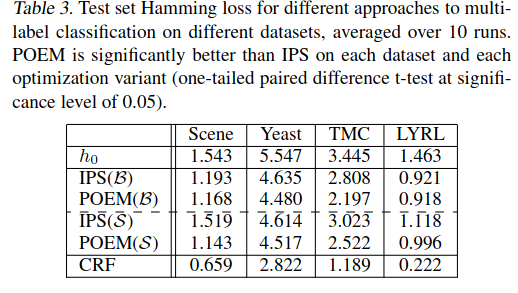 Table 3. Test set Hamming loss for different approaches to multi-
label classification on different datasets, averaged over 10 runs.
POEM is significantly better than IPS on each dataset and each
optimization variant (one-tailed paired difference t-test at signifi-
cance level of 0.05).
Scene Yeast TMC LYRL
h₀ 1.543 5.547 3.445 1.463
IPS(ℬ) 1.193 4.635 2.808 0.921
POEM(ℬ) 1.168 4.480 2.197 0.918
IPS(𝒮) 1.519 4.614 3.023 1.118
POEM(𝒮) 1.143 4.517 2.522 0.996
CRF 0.659 2.822 1.189 0.222